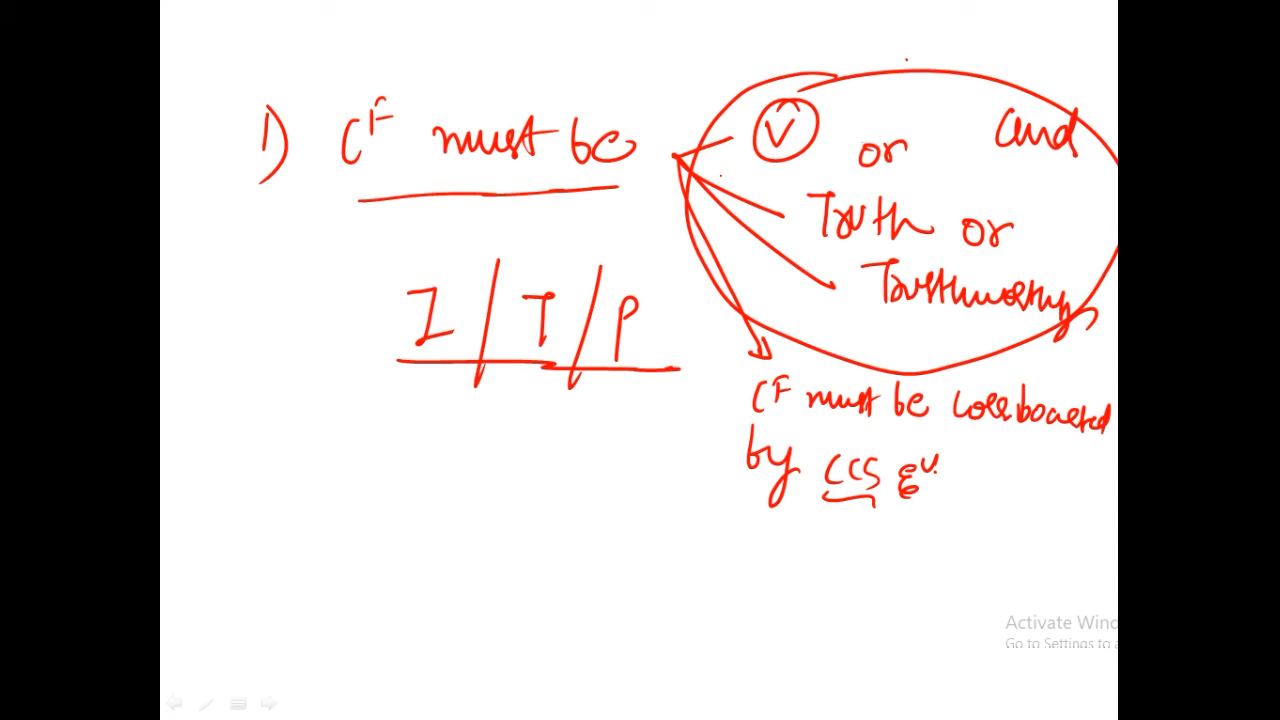 1) CF must be
V or and
Truth or
Trustworthy
I / T / P
CF must be
by CCS Ev.
Activate Wind
Go to Settings to a